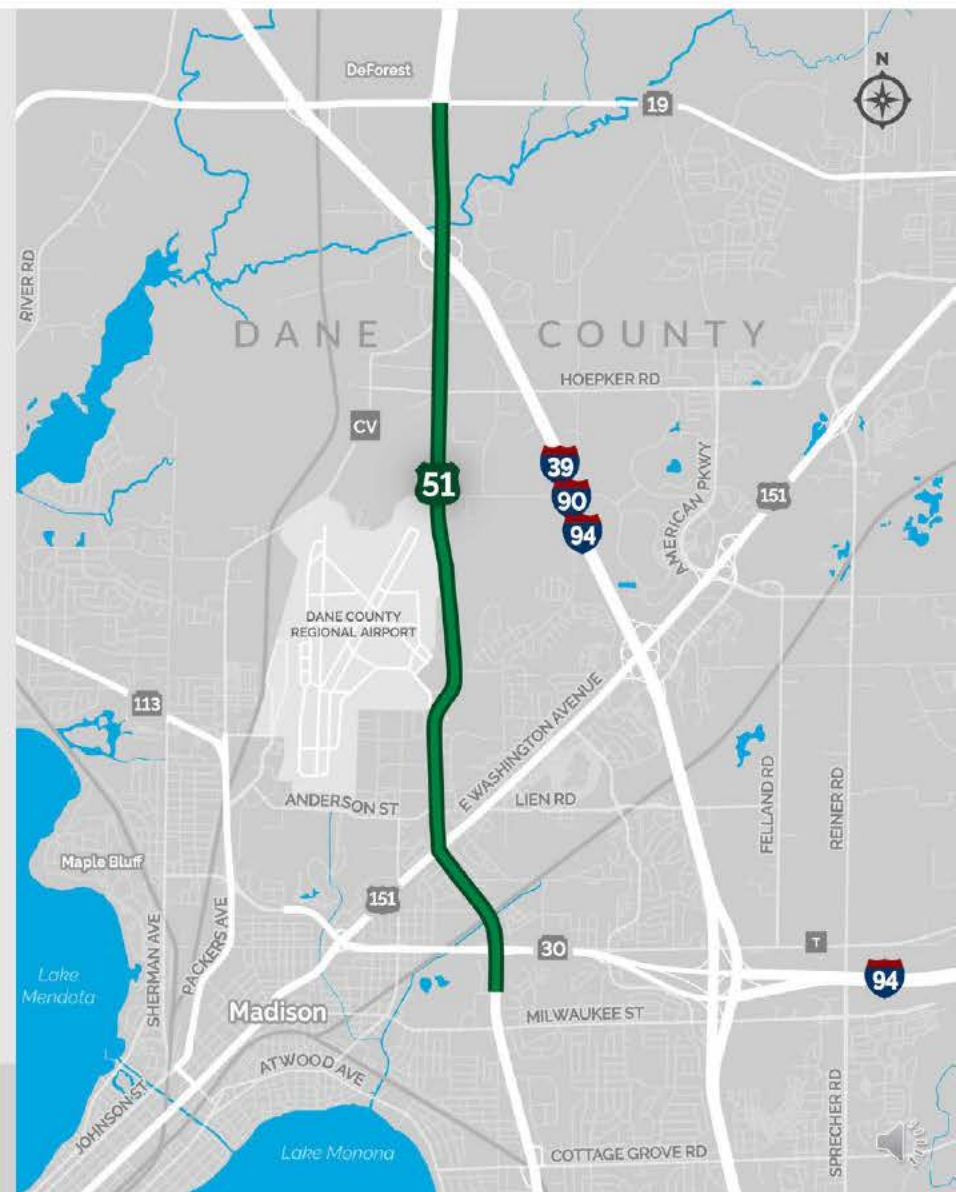 DeForest
N
19
RIVER RD
DANE COUNTY
HOEPKER RD
CV
39
51
90
151
94
AMERICAN PKWY
DANE COUNTY
REGIONAL AIRPORT
113
E WASHINGTON AVENUE
ANDERSON ST
LIEN RD
FELLAND RD
REINER RD
Maple Bluff
151
SHERMAN AVE
PACKERS AVE
30
T
94
Lake
Mendota
Madison
MILWAUKEE ST
ATWOOD AVE
JOHNSON ST
SPRECHER RD
Lake Monona
COTTAGE GROVE RD